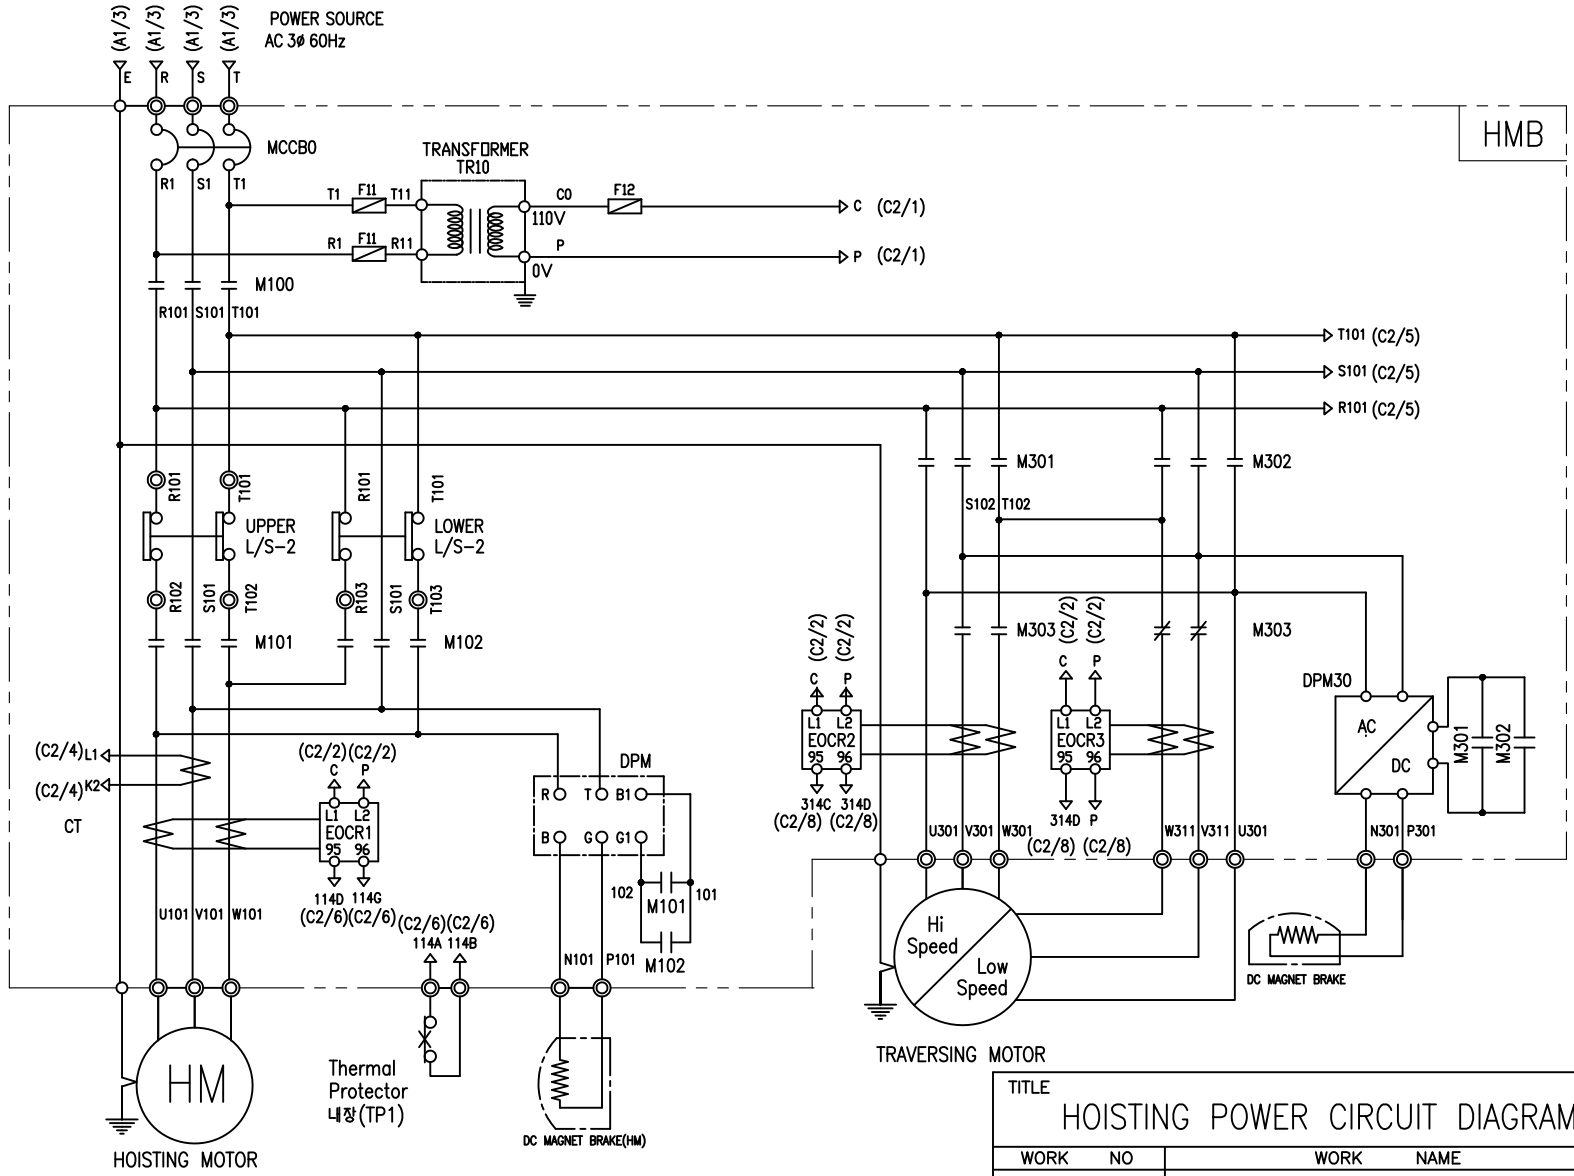 (A1/3) (A1/3) (A1/3) (A1/3)
POWER SOURCE
AC 3ø 60Hz
E R S T
HMB
MCCB0
R1 S1 T1
TRANSFORMER
TR10
T1 F11 T11
R1 F11 R11
C0 F12
110V
P
0V
C (C2/1)
P (C2/1)
M100
R101 S101 T101
T101 (C2/5)
S101 (C2/5)
R101 (C2/5)
R101 T101 R101 T101
UPPER
L/S-2
LOWER
L/S-2
R102 S101 T102 R103 S101 T103
M101 M102
M301 M302
S102 T102
M303 M303
(C2/2) (C2/2) (C2/2) (C2/2)
C P C P
L1 L2
EOCR2
95 96
314C 314D
(C2/8) (C2/8)
L1 L2
EOCR3
95 96
314D P
(C2/8) (C2/8)
DPM30
AC
DC
M301 M302
(C2/4) L1
(C2/4) K2
CT
(C2/2) (C2/2)
C P
L1 L2
EOCR1
95 96
114D 114G
(C2/6) (C2/6)
DPM
R T B1
B G G1
102 M101 101
M102
N101 P101
U101 V101 W101
(C2/6) (C2/6)
114A 114B
U301 V301 W301
W311 V311 U301
N301 P301
Hi
Speed
Low
Speed
DC MAGNET BRAKE
TRAVERSING MOTOR
HM
HOISTING MOTOR
Thermal
Protector
내장(TP1)
DC MAGNET BRAKE(HM)
TITLE
HOISTING POWER CIRCUIT DIAGRAM
WORK NO WORK NAME